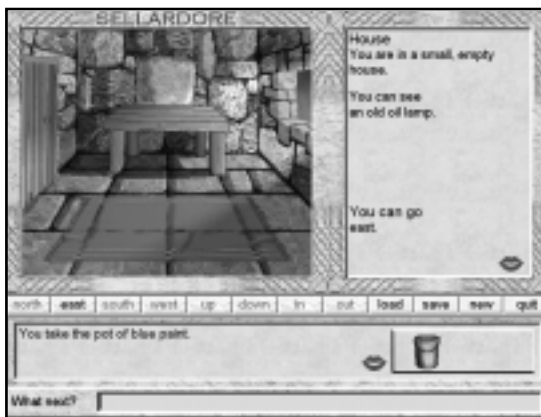 SELLARDORE
House
You are in a small, empty
house.
You can see
an old oil lamp.
You can go
east.
north east south west up down in out load save new quit
You take the pot of blue paint.
What next?